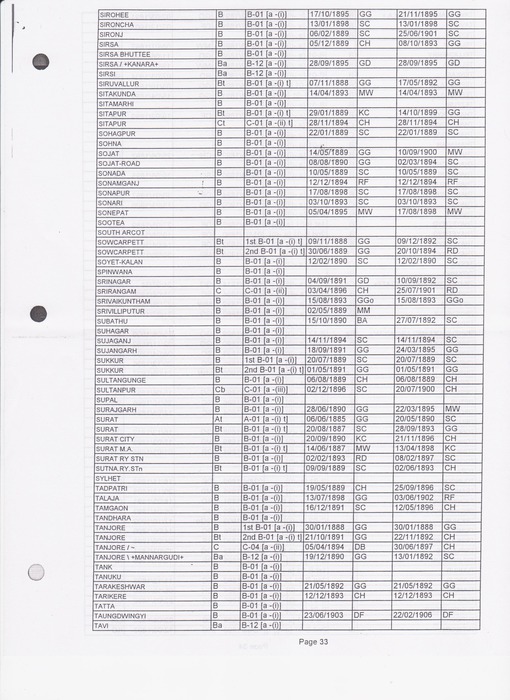 SIROHEE B B-01 [a -(i)] 17/10/1895 GG 21/11/1895 GG
SIRONCHA B B-01 [a -(i)] 13/01/1898 SC 13/01/1898 SC
SIRONJ B B-01 [a -(i)] 06/02/1889 SC 25/06/1901 SC
SIRSA B B-01 [a -(i)] 05/12/1889 CH 08/10/1893 GG
SIRSA BHUTTEE B B-01 [a -(i)]
SIRSA / +KANARA+ Ba B-12 [a -(i)] 28/09/1895 GD 28/09/1895 GD
SIRSI Ba B-12 [a -(i)]
SIRUVALLUR Bt B-01 [a -(i) t] 07/11/1888 GG 17/05/1892 GG
SITAKUNDA B B-01 [a -(i)] 14/04/1893 MW 14/04/1893 MW
SITAMARHI B B-01 [a -(i)]
SITAPUR Bt B-01 [a -(i) t] 29/01/1889 KC 14/10/1899 GG
SITAPUR Ct C-01 [a -(ii) t] 28/11/1894 CH 28/11/1894 CH
SOHAGPUR B B-01 [a -(i)] 22/01/1889 SC 22/01/1889 SC
SOHNA B B-01 [a -(i)]
SOJAT B B-01 [a -(i)] 14/05/1889 GG 10/09/1900 MW
SOJAT-ROAD B B-01 [a -(i)] 08/08/1890 GG 02/03/1894 SC
SONADA B B-01 [a -(i)] 10/05/1889 SC 10/05/1889 SC
SONAMGANJ B B-01 [a -(i)] 12/12/1894 RF 12/12/1894 RF
SONAPUR B B-01 [a -(i)] 17/08/1898 SC 17/08/1898 SC
SONARI B B-01 [a -(i)] 03/10/1893 SC 03/10/1893 SC
SONEPAT B B-01 [a -(i)] 05/04/1895 MW 17/08/1898 MW
SOOTEA B B-01 [a -(i)]
SOUTH ARCOT
SOWCARPETT Bt 1st B-01 [a -(i) t] 09/11/1888 GG 09/12/1892 SC
SOWCARPETT Bt 2nd B-01 [a -(i) t] 30/06/1889 GG 20/10/1894 RD
SOYET-KALAN B B-01 [a -(i)] 12/02/1890 SC 12/02/1890 SC
SPINWANA B B-01 [a -(i)]
SRINAGAR B B-01 [a -(i)] 04/09/1891 GD 10/09/1892 SC
SRIRANGAM C C-01 [a -(ii)] 03/04/1896 CH 25/07/1901 RD
SRIVAIKUNTHAM B B-01 [a -(i)] 15/08/1893 GGo 15/08/1893 GGo
SRIVILLIPUTUR B B-01 [a -(i)] 02/05/1889 MM
SUBATHU B B-01 [a -(i)] 15/10/1890 BA 27/07/1892 SC
SUHAGAR B B-01 [a -(i)]
SUJAGANJ B B-01 [a -(i)] 14/11/1894 SC 14/11/1894 SC
SUJANGARH B B-01 [a -(i)] 18/09/1891 GG 24/03/1895 GG
SUKKUR B 1st B-01 [a -(i)] 20/07/1889 SC 20/07/1889 SC
SUKKUR Bt 2nd B-01 [a -(i) t] 01/05/1891 GG 01/05/1891 GG
SULTANGUNGE B B-01 [a -(i)] 06/08/1889 CH 06/08/1889 CH
SULTANPUR Cb C-01 [a -(iii)] 02/12/1896 SC 20/07/1900 CH
SUPAL B B-01 [a -(i)]
SURAJGARH B B-01 [a -(i)] 28/06/1890 GG 22/03/1895 MW
SURAT At A-01 [a -(i) t] 06/06/1885 GG 20/05/1890 SC
SURAT Bt B-01 [a -(i) t] 20/08/1887 SC 28/09/1893 GG
SURAT CITY B B-01 [a -(i)] 20/09/1890 KC 21/11/1896 CH
SURAT M.A. Bt B-01 [a -(i) t] 14/06/1887 MW 13/04/1898 KC
SURAT RY STN B B-01 [a -(i)] 02/02/1893 RD 08/02/1897 SC
SUTNA.RY.STn Bt B-01 [a -(i) t] 09/09/1889 SC 02/06/1893 CH
SYLHET
TADPATRI B B-01 [a -(i)] 19/05/1889 CH 25/09/1896 SC
TALAJA B B-01 [a -(i)] 13/07/1898 GG 03/06/1902 RF
TAMGAON B B-01 [a -(i)] 16/12/1891 SC 12/05/1896 CH
TANDHARA B B-01 [a -(i)]
TANJORE B 1st B-01 [a -(i)] 30/01/1888 GG 30/01/1888 GG
TANJORE Bt 2nd B-01 [a -(i) t] 21/10/1891 GG 22/11/1892 CH
TANJORE / ~ C C-04 [a -(ii)] 05/04/1894 DB 30/06/1897 CH
TANJORE \ +MANNARGUDI+ Ba B-12 [a -(i)] 19/12/1890 GG 13/01/1892 SC
TANK B B-01 [a -(i)]
TANUKU B B-01 [a -(i)]
TARAKESHWAR B B-01 [a -(i)] 21/05/1892 GG 21/05/1892 GG
TARIKERE B B-01 [a -(i)] 12/12/1893 CH 12/12/1893 CH
TATTA B B-01 [a -(i)]
TAUNGDWINGYI B B-01 [a -(i)] 23/06/1903 DF 22/02/1906 DF
TAVI Ba B-12 [a -(i)]
Page 33